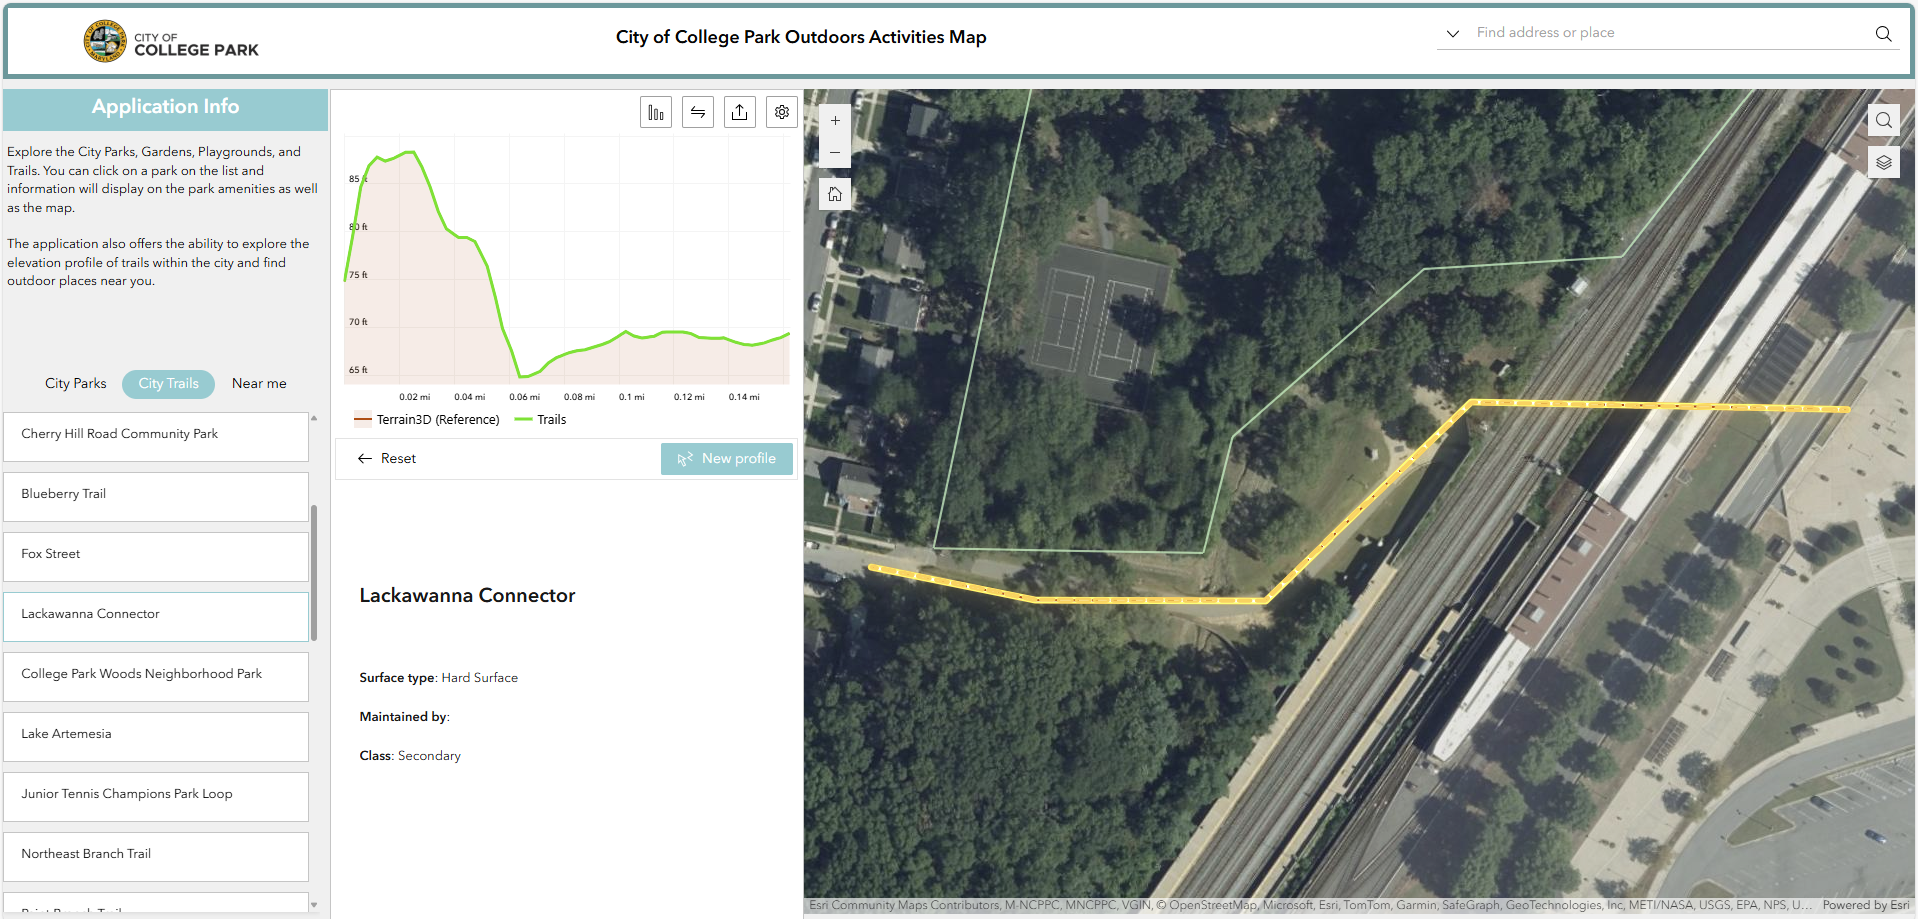 CITY OF
COLLEGE PARK
City of College Park Outdoors Activities Map
Find address or place
Application Info
Explore the City Parks, Gardens, Playgrounds, and
Trails. You can click on a park on the list and
information will display on the park amenities as well
as the map.
The application also offers the ability to explore the
elevation profile of trails within the city and find
outdoor places near you.
City Parks
City Trails
Near me
Cherry Hill Road Community Park
Blueberry Trail
Fox Street
Lackawanna Connector
College Park Woods Neighborhood Park
Lake Artemesia
Junior Tennis Champions Park Loop
Northeast Branch Trail
85 ft
80 ft
75 ft
70 ft
65 ft
0.02 mi
0.04 mi
0.06 mi
0.08 mi
0.1 mi
0.12 mi
0.14 mi
Terrain3D (Reference)
Trails
Reset
New profile
Lackawanna Connector
Surface type: Hard Surface
Maintained by:
Class: Secondary
+
−
Esri Community Maps Contributors, M-NCPPC, MNCPPC, VGIN, © OpenStreetMap, Microsoft, Esri, TomTom, Garmin, SafeGraph, GeoTechnologies, Inc, METI/NASA, USGS, EPA, NPS, U...
Powered by Esri